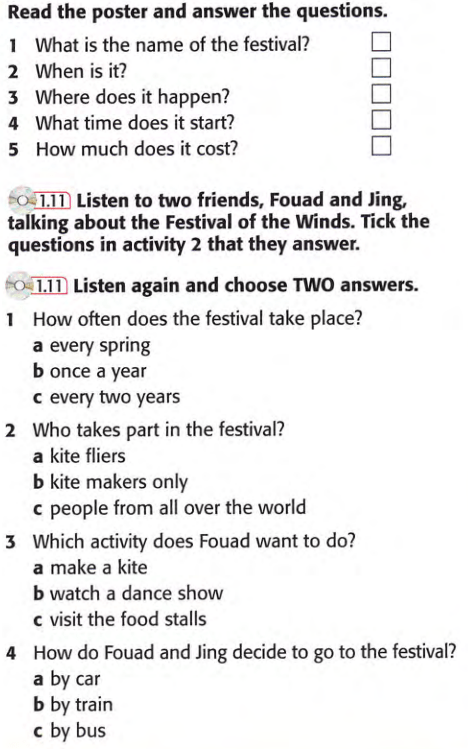 Read the poster and answer the questions.
1 What is the name of the festival?
2 When is it?
3 Where does it happen?
4 What time does it start?
5 How much does it cost?
1.11 Listen to two friends, Fouad and Jing,
talking about the Festival of the Winds. Tick the
questions in activity 2 that they answer.
1.11 Listen again and choose TWO answers.
1 How often does the festival take place?
a every spring
b once a year
c every two years
2 Who takes part in the festival?
a kite fliers
b kite makers only
c people from all over the world
3 Which activity does Fouad want to do?
a make a kite
b watch a dance show
c visit the food stalls
4 How do Fouad and Jing decide to go to the festival?
a by car
b by train
c by bus